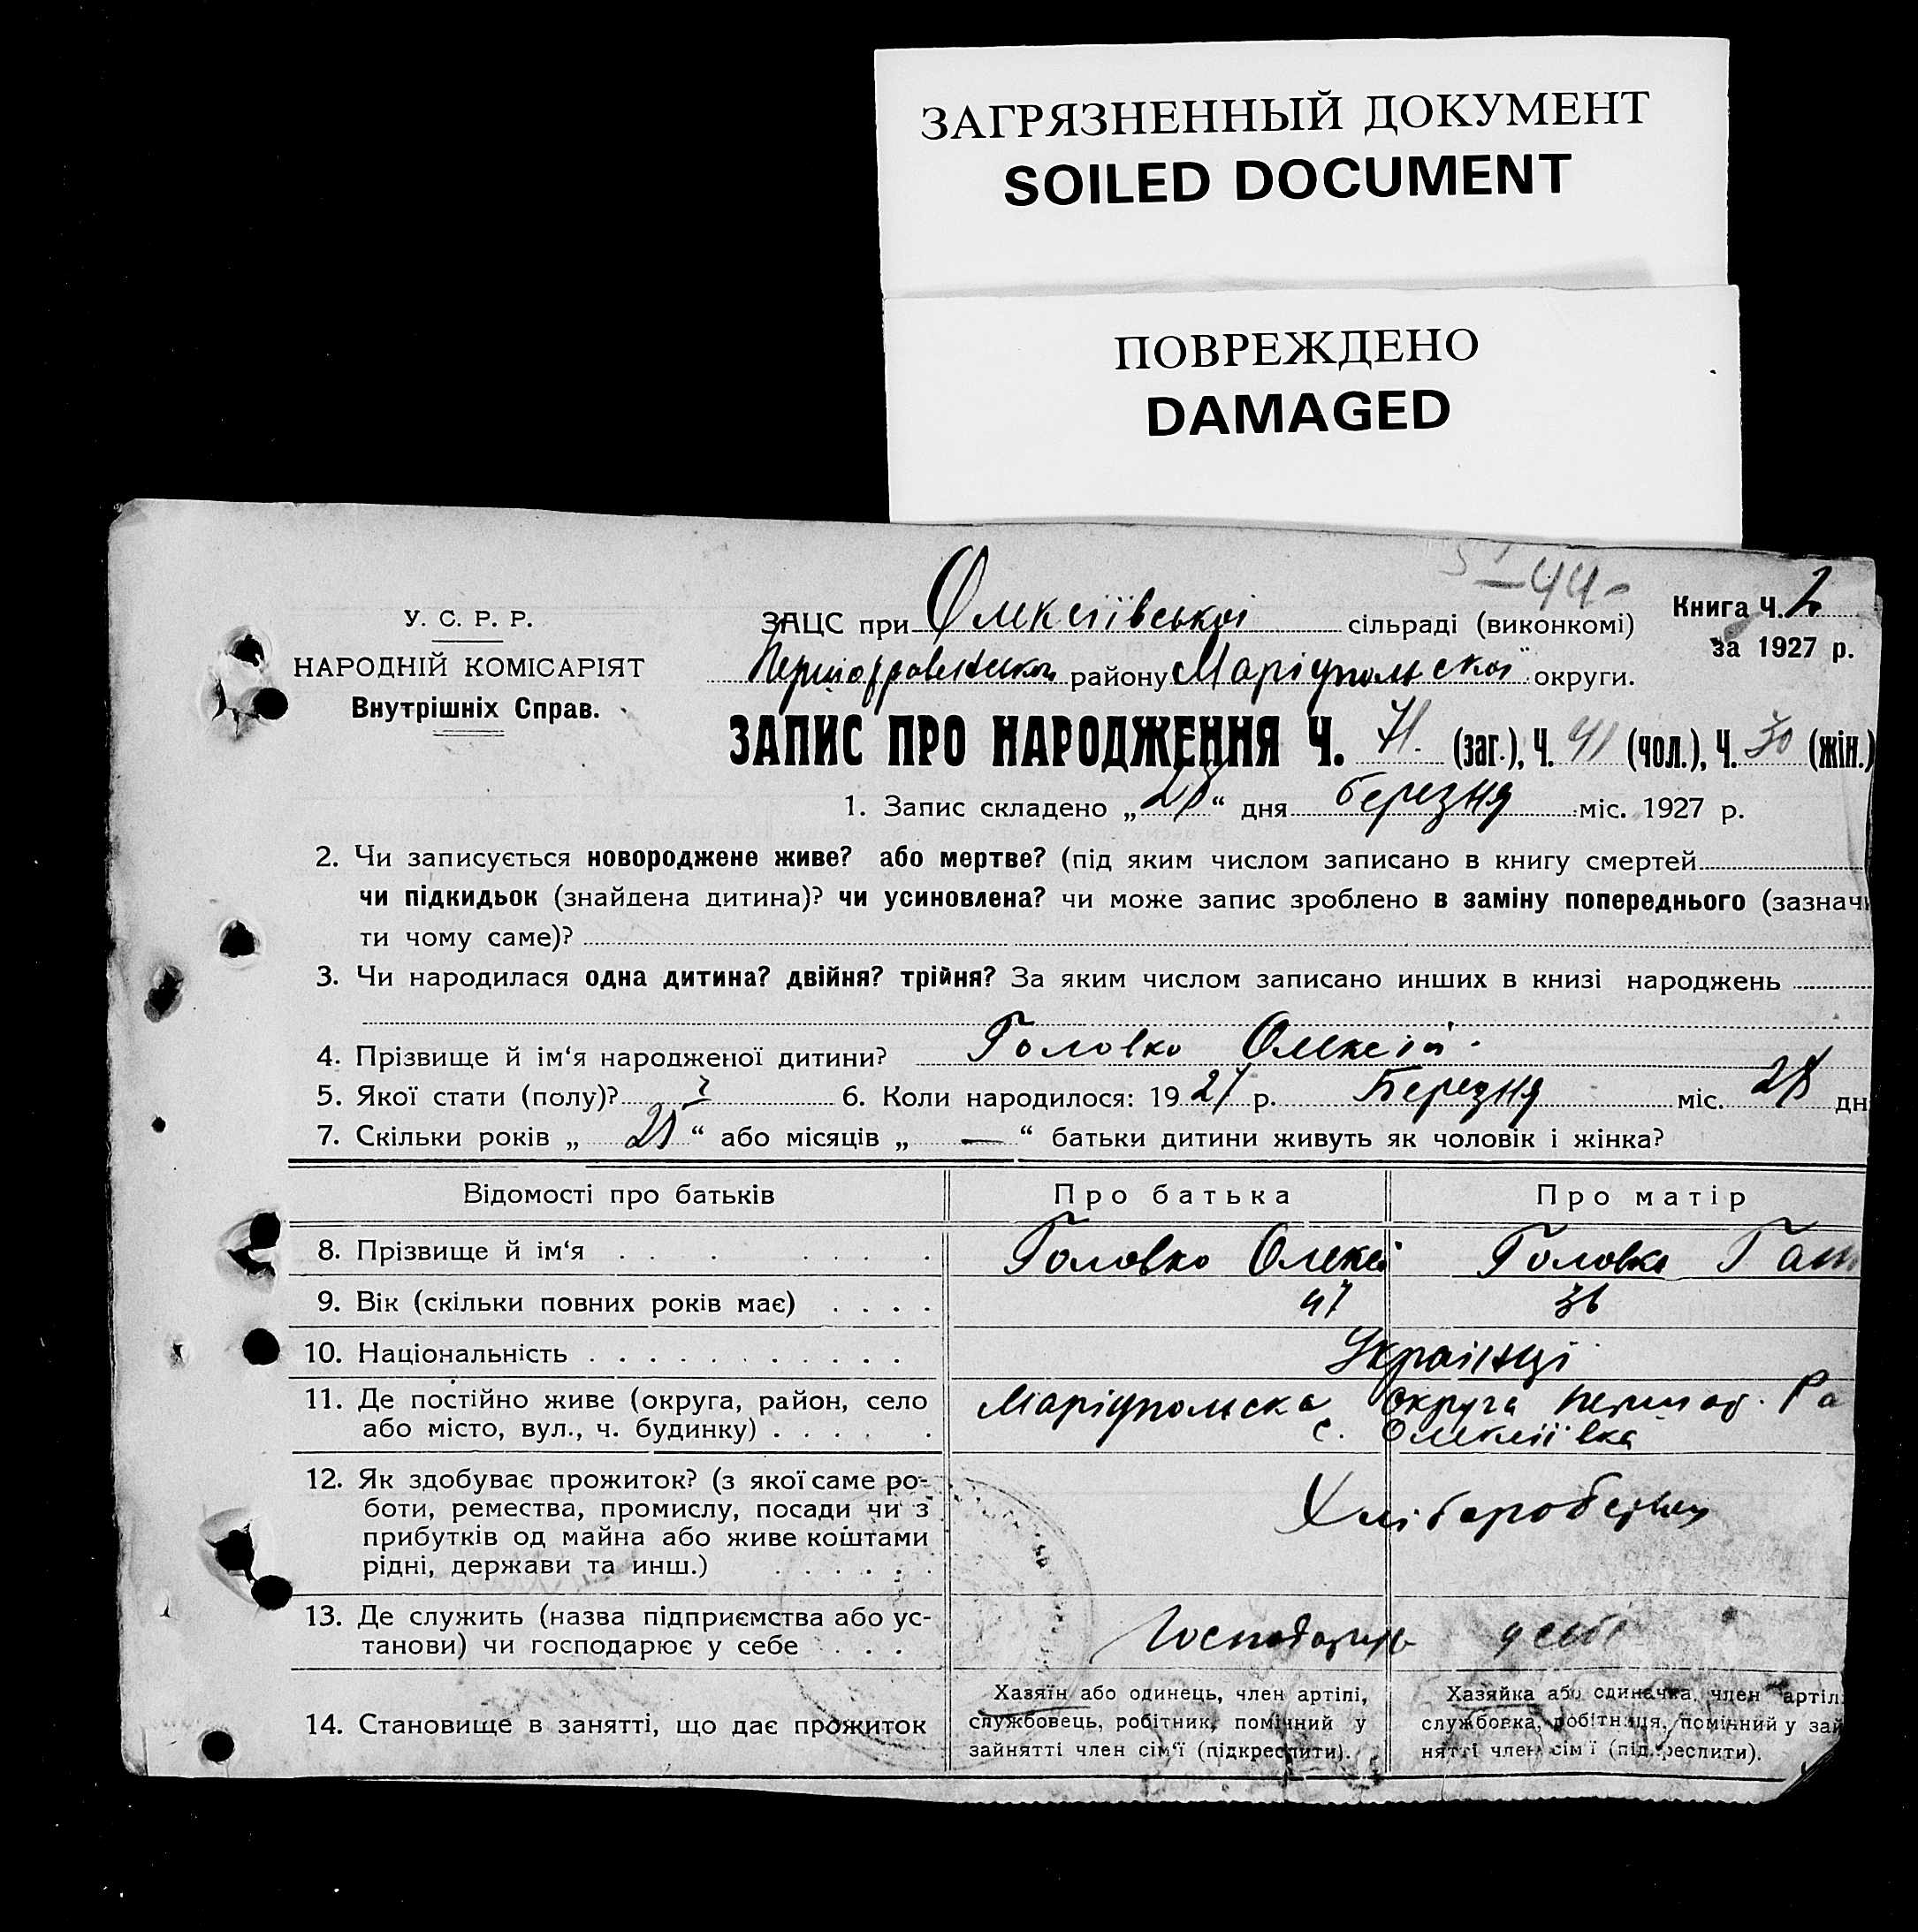 ЗАГРЯЗНЕННЫЙ ДОКУМЕНТ
SOILED DOCUMENT
ПОВРЕЖДЕНО
DAMAGED
44
У. С. Р. Р.
НАРОДНІЙ КОМІСАРІЯТ
Внутрішніх Справ.
ЗАЦС при Олексіївській сільраді (виконкомі)
району Маріупольської округи.
Книга Ч. 2
за 1927 р.
ЗАПИС ПРО НАРОДЖЕННЯ Ч. 71. (заг.), Ч. 41 (чол.), Ч. 30 (жін.)
1. Запис складено „28“ дня березня міс. 1927 р.
2. Чи записується новороджене живе? або мертве? (під яким числом записано в книгу смертей
чи підкидьок (знайдена дитина)? чи усиновлена? чи може запис зроблено в заміну попереднього (зазначи
ти чому саме)?
3. Чи народилася одна дитина? двійня? трійня? За яким числом записано инших в книзі народжень
4. Прізвище й ім‘я народженої дитини? Головко Олексій
5. Якої стати (полу)? 6. Коли народилося: 1927 р. Березня міс. 28 дн
7. Скільки років „ “ або місяців „ — “ батьки дитини живуть як чоловік і жінка?
Відомості про батьків Про батька Про матір
8. Прізвище й ім‘я Головко Олексій Головко
9. Вік (скільки повних років має) 47 36
10. Національність Українці
11. Де постійно живе (округа, район, село Маріупольска округа
або місто, вул., ч. будинку) с. Олексіївка
12. Як здобуває прожиток? (з якої саме ро-
боти, ремества, промислу, посади чи з
прибутків од майна або живе коштами
рідні, держави та инш.)
13. Де служить (назва підприємства або ус-
танови) чи господарює у себе у себе
14. Становище в занятті, що дає прожиток
Хазяїн або одинець, член артілі,
службовець, робітник, помічний у
зайнятті член сім‘ї (підкреслити).
Хазяйка або одиначка, член артіл
службовка, робітниця, помічний у зай
нятті член сім‘ї (підкреслити).